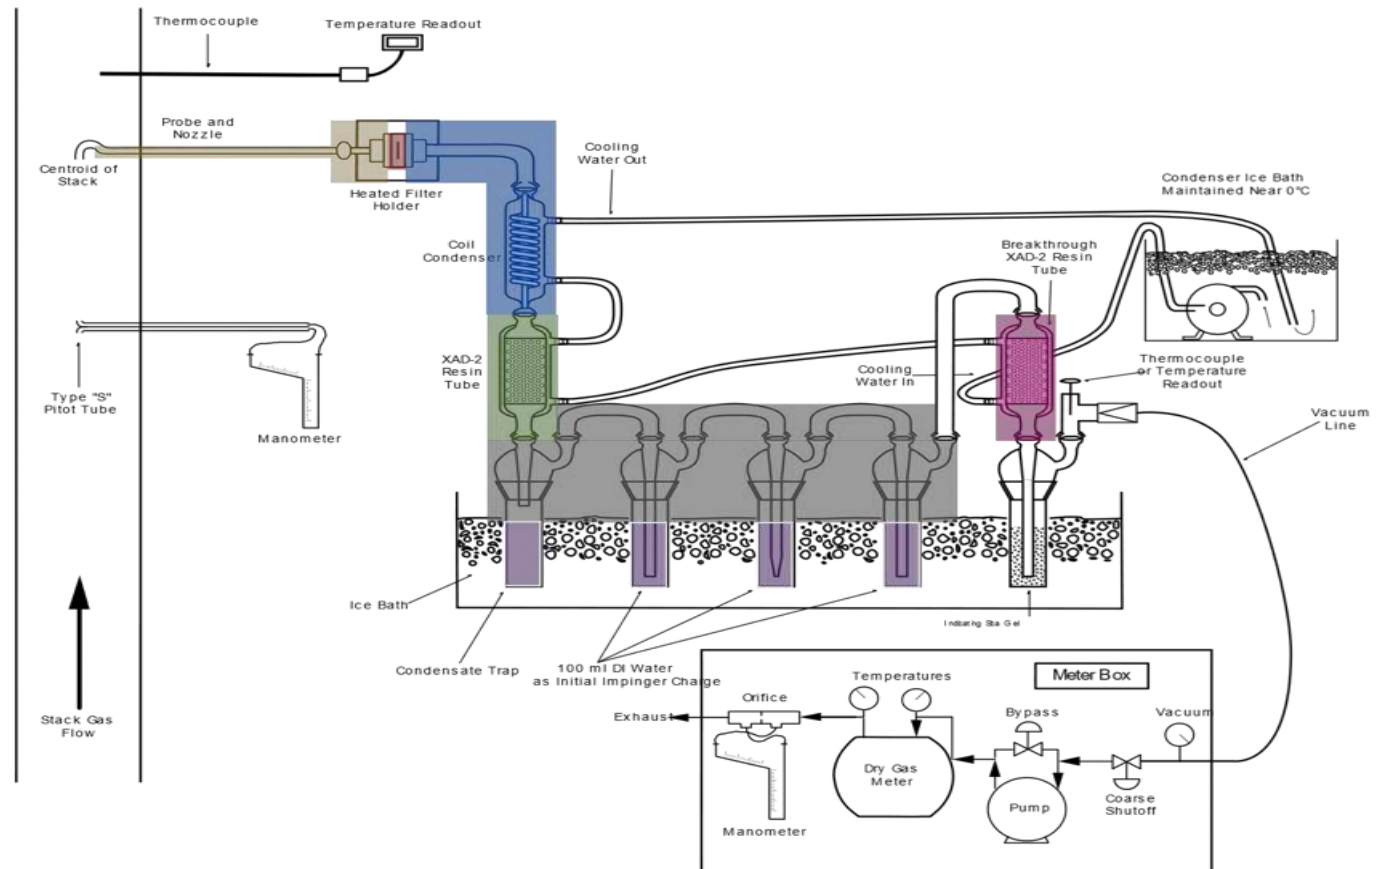 Thermocouple
Temperature Readout
Probe and
Nozzle
Centroid of
Stack
Heated Filter
Holder
Cooling
Water Out
Condenser Ice Bath
Maintained Near 0°C
Coil
Condenser
Breakthrough
XAD-2 Resin
Tube
XAD-2
Resin
Tube
Cooling
Water In
Thermocouple
or Temperature
Readout
Type "S"
Pitot Tube
Manometer
Vacuum
Line
Ice Bath
Indicating
Gel
Condensate Trap
100 ml DI Water
as Initial Impinger Charge
Stack Gas
Flow
Meter Box
Temperatures
Orifice
Exhaust
Bypass
Vacuum
Dry Gas
Meter
Pump
Coarse
Shutoff
Manometer